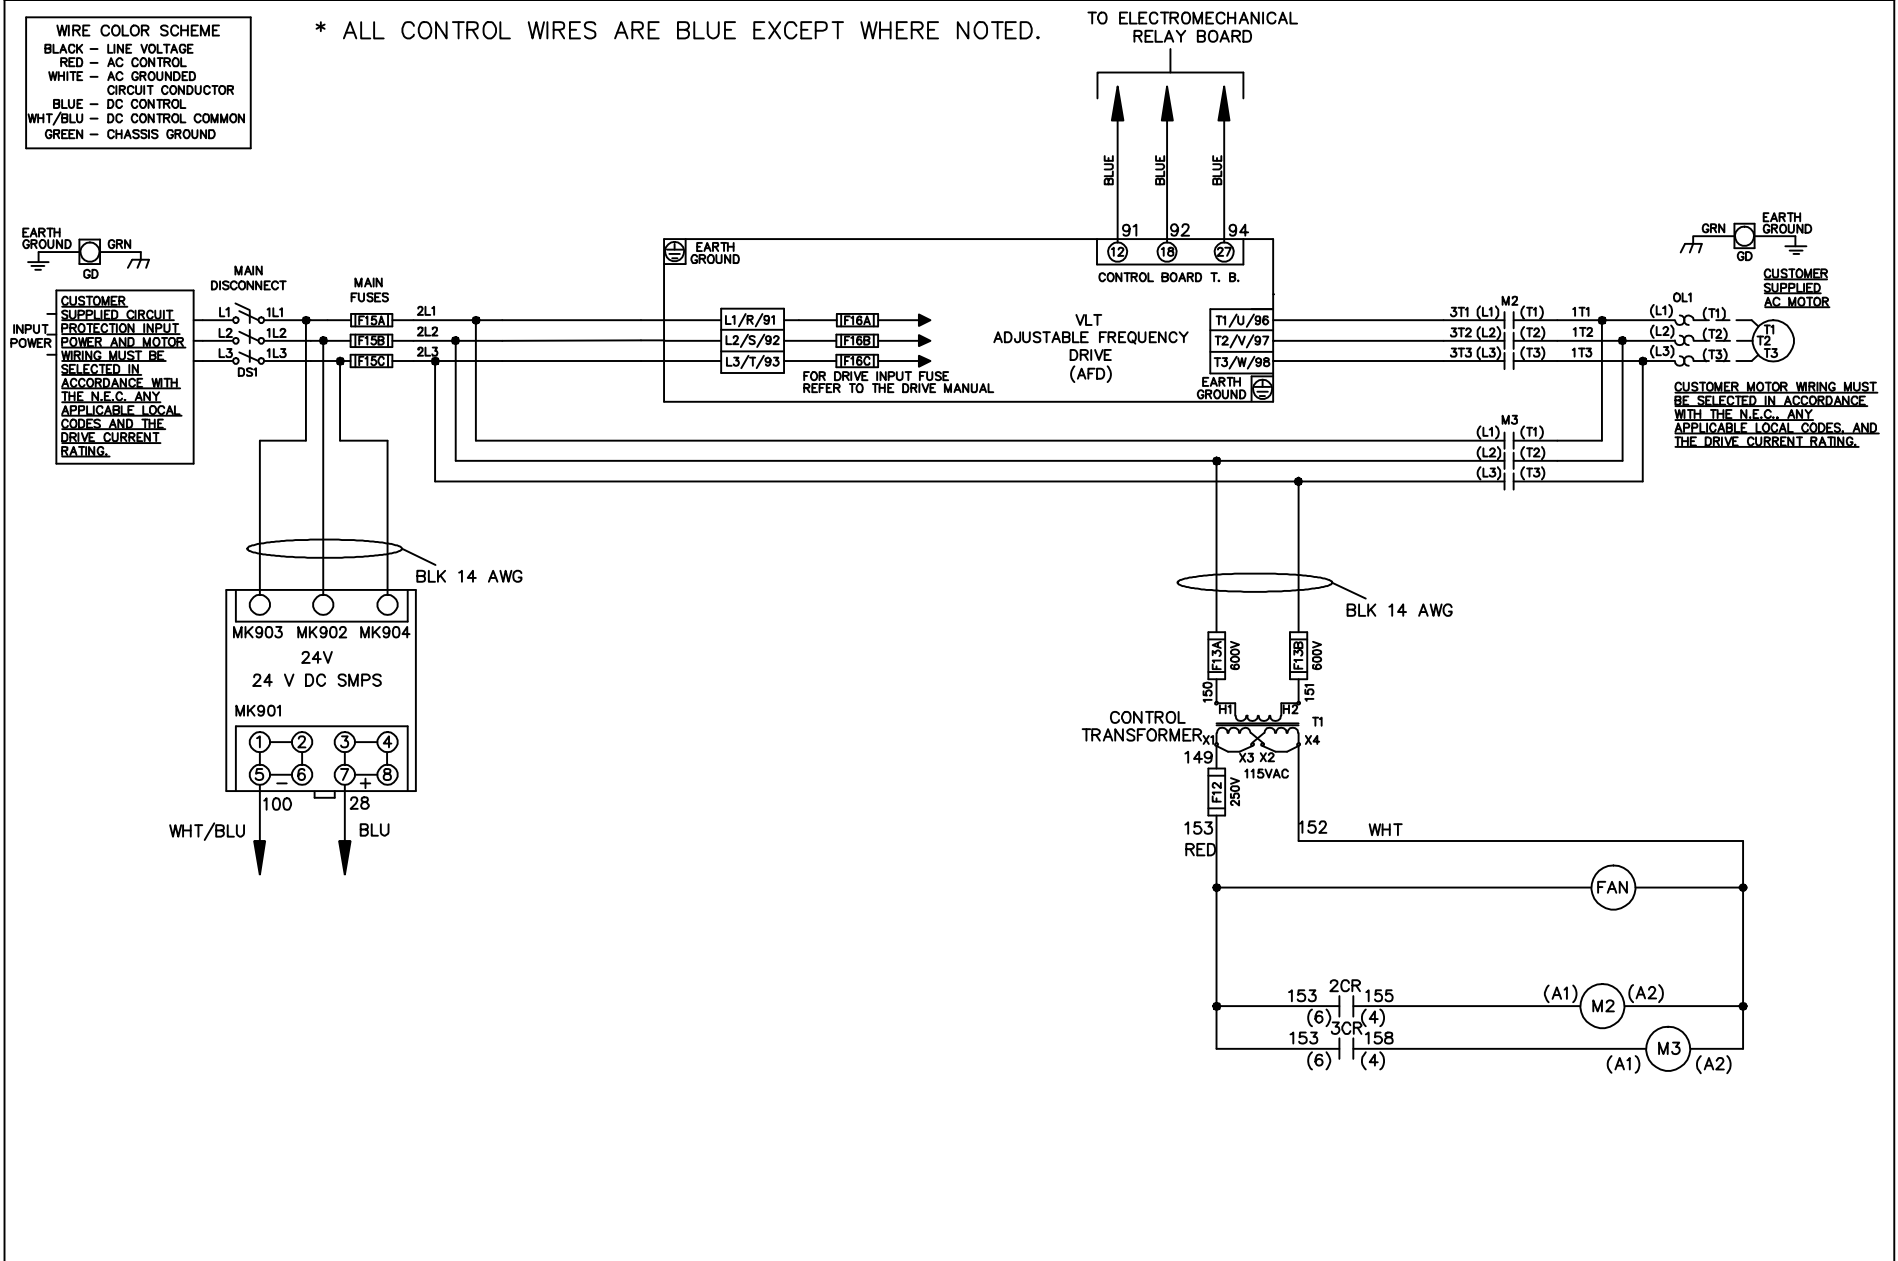 WIRE COLOR SCHEME
BLACK – LINE VOLTAGE
RED – AC CONTROL
WHITE – AC GROUNDED
CIRCUIT CONDUCTOR
BLUE – DC CONTROL
WHT/BLU – DC CONTROL COMMON
GREEN – CHASSIS GROUND
* ALL CONTROL WIRES ARE BLUE EXCEPT WHERE NOTED.
TO ELECTROMECHANICAL
RELAY BOARD
BLUE
BLUE
BLUE
91
92
94
12
18
27
CONTROL BOARD T. B.
EARTH
GROUND
GRN
GD
INPUT
POWER
CUSTOMER
SUPPLIED CIRCUIT
PROTECTION INPUT
POWER AND MOTOR
WIRING MUST BE
SELECTED IN
ACCORDANCE WITH
THE N.E.C. ANY
APPLICABLE LOCAL
CODES AND THE
DRIVE CURRENT
RATING.
MAIN
DISCONNECT
L1 1L1
L2 1L2
L3 1L3
DS1
MAIN
FUSES
F15A 2L1
F15B 2L2
F15C 2L3
EARTH
GROUND
L1/R/91
L2/S/92
L3/T/93
F16A
F16B
F16C
FOR DRIVE INPUT FUSE
REFER TO THE DRIVE MANUAL
VLT
ADJUSTABLE FREQUENCY
DRIVE
(AFD)
T1/U/96
T2/V/97
T3/W/98
EARTH
GROUND
M2
3T1 (L1) (T1) 1T1
3T2 (L2) (T2) 1T2
3T3 (L3) (T3) 1T3
OL1
(L1) (T1)
(L2) (T2)
(L3) (T3)
T1
T2
T3
GRN
GD
EARTH
GROUND
CUSTOMER
SUPPLIED
AC MOTOR
CUSTOMER MOTOR WIRING MUST
BE SELECTED IN ACCORDANCE
WITH THE N.E.C., ANY
APPLICABLE LOCAL CODES, AND
THE DRIVE CURRENT RATING.
M3
(L1) (T1)
(L2) (T2)
(L3) (T3)
BLK 14 AWG
MK903 MK902 MK904
24V
24 V DC SMPS
MK901
1 2 3 4
5 – 6 7 + 8
100
28
WHT/BLU
BLU
BLK 14 AWG
F13A
600V
F13B
600V
150
151
H1
H2
T1
CONTROL
TRANSFORMER
X1
X3 X2
X4
149
115VAC
F12
250V
153
RED
152
WHT
FAN
2CR
153 155
(6) (4)
(A1) M2 (A2)
3CR
153 158
(6) (4)
(A1) M3 (A2)